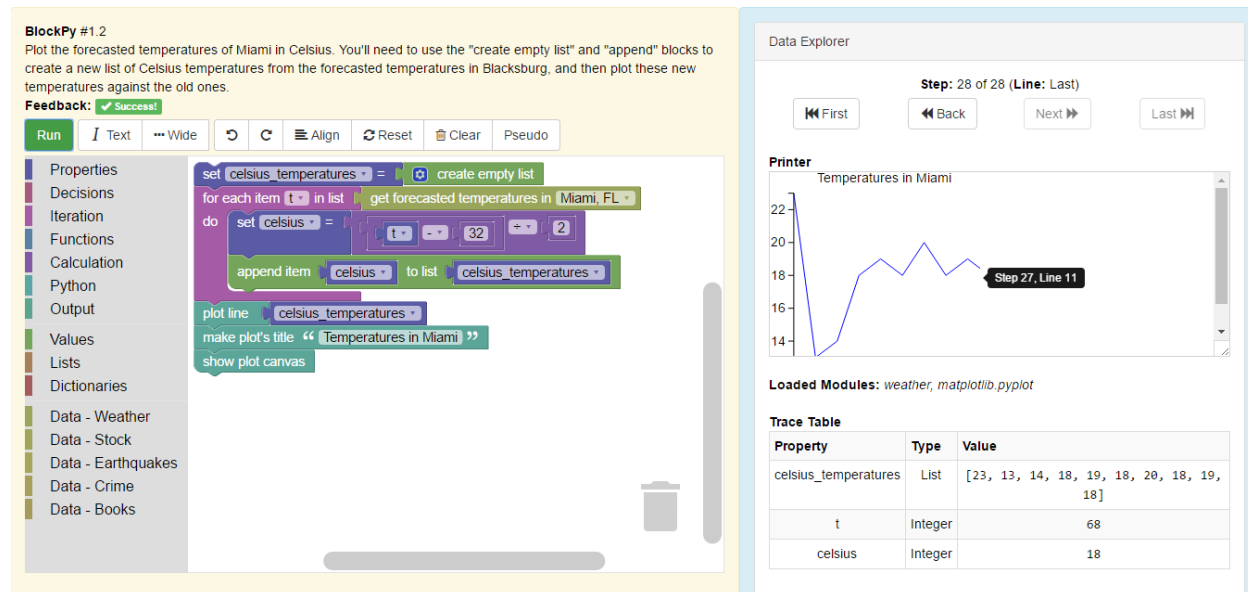 BlockPy #1.2
Plot the forecasted temperatures of Miami in Celsius. You'll need to use the "create empty list" and "append" blocks to
create a new list of Celsius temperatures from the forecasted temperatures in Blacksburg, and then plot these new
temperatures against the old ones.
Feedback: ✔ Success!
Run I Text ••• Wide Align Reset Clear Pseudo
Properties
Decisions
Iteration
Functions
Calculation
Python
Output
Values
Lists
Dictionaries
Data - Weather
Data - Stock
Data - Earthquakes
Data - Crime
Data - Books
set celsius_temperatures = create empty list
for each item t in list get forecasted temperatures in Miami, FL
do set celsius = t - 32 ÷ 2
append item celsius to list celsius_temperatures
plot line celsius_temperatures
make plot's title “ Temperatures in Miami ”
show plot canvas
Data Explorer
Step: 28 of 28 (Line: Last)
First Back Next Last
Printer
Temperatures in Miami
22
20
18
16
14
Step 27, Line 11
Loaded Modules: weather, matplotlib.pyplot
Trace Table
Property Type Value
celsius_temperatures List [23, 13, 14, 18, 19, 18, 20, 18, 19,
18]
t Integer 68
celsius Integer 18